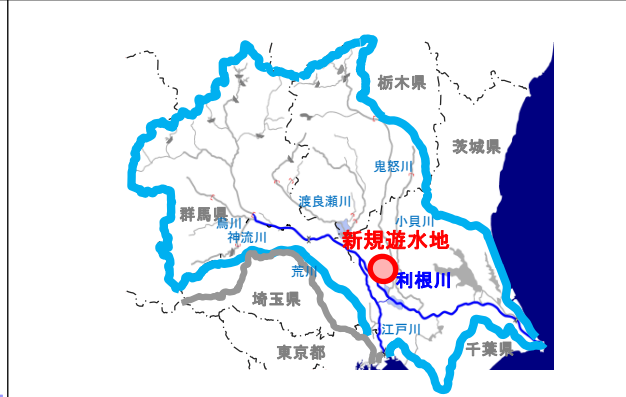 栃木県
茨城県
鬼怒川
渡良瀬川
群馬県
烏川
小貝川
神流川
新規遊水地
荒川
利根川
埼玉県
江戸川
東京都
千葉県